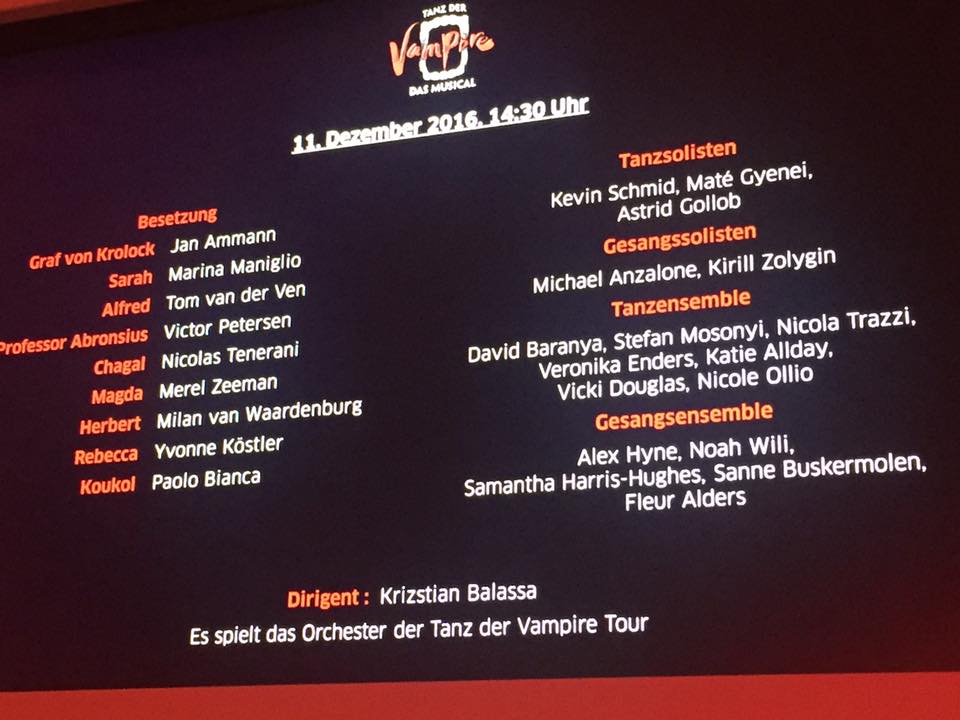 TANZ DER
Vampire
DAS MUSICAL
11. Dezember 2016, 14:30 Uhr
Besetzung
Graf von Krolock Jan Ammann
Sarah Marina Maniglio
Alfred Tom van der Ven
Professor Abronsius Victor Petersen
Chagal Nicolas Tenerani
Magda Merel Zeeman
Herbert Milan van Waardenburg
Rebecca Yvonne Köstler
Koukol Paolo Bianca
Tanzsolisten
Kevin Schmid, Maté Gyenei,
Astrid Gollob
Gesangssolisten
Michael Anzalone, Kirill Zolygin
Tanzensemble
David Baranya, Stefan Mosonyi, Nicola Trazzi,
Veronika Enders, Katie Allday,
Vicki Douglas, Nicole Ollio
Gesangsensemble
Alex Hyne, Noah Wili,
Samantha Harris-Hughes, Sanne Buskermolen,
Fleur Alders
Dirigent : Krizstian Balassa
Es spielt das Orchester der Tanz der Vampire Tour